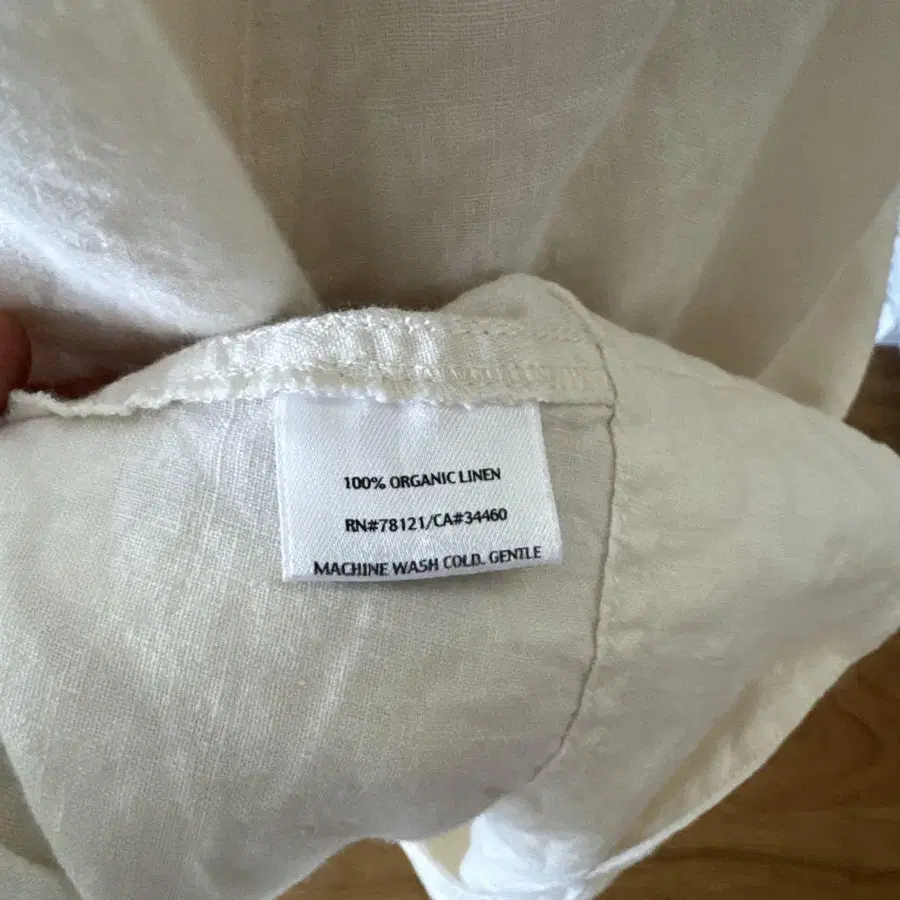 100% ORGANIC LINEN
RN#78121/CA#34460
MACHINE WASH COLD. GENTLE